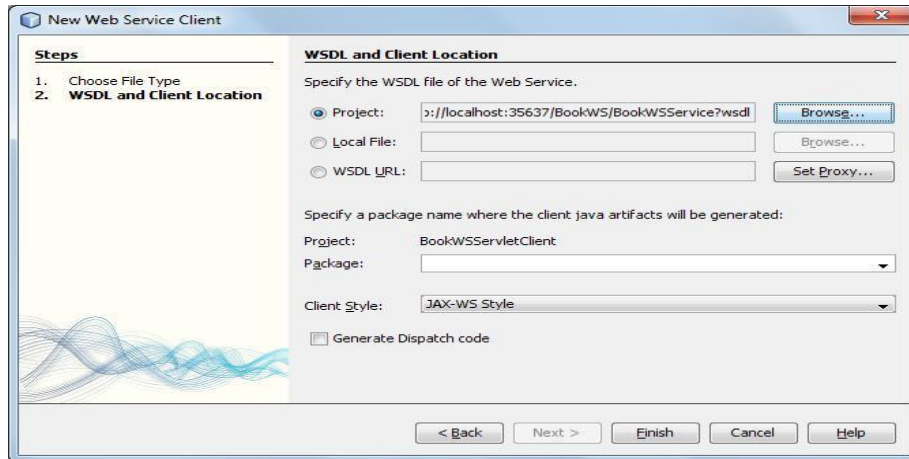 New Web Service Client
Steps
1. Choose File Type
2. WSDL and Client Location
WSDL and Client Location
Specify the WSDL file of the Web Service.
Project: ɔ://localhost:35637/BookWS/BookWSService?wsdl Browse...
Local File: Browse...
WSDL URL: Set Proxy...
Specify a package name where the client java artifacts will be generated:
Project: BookWSServletClient
Package:
Client Style: JAX-WS Style
Generate Dispatch code
< Back Next > Finish Cancel Help